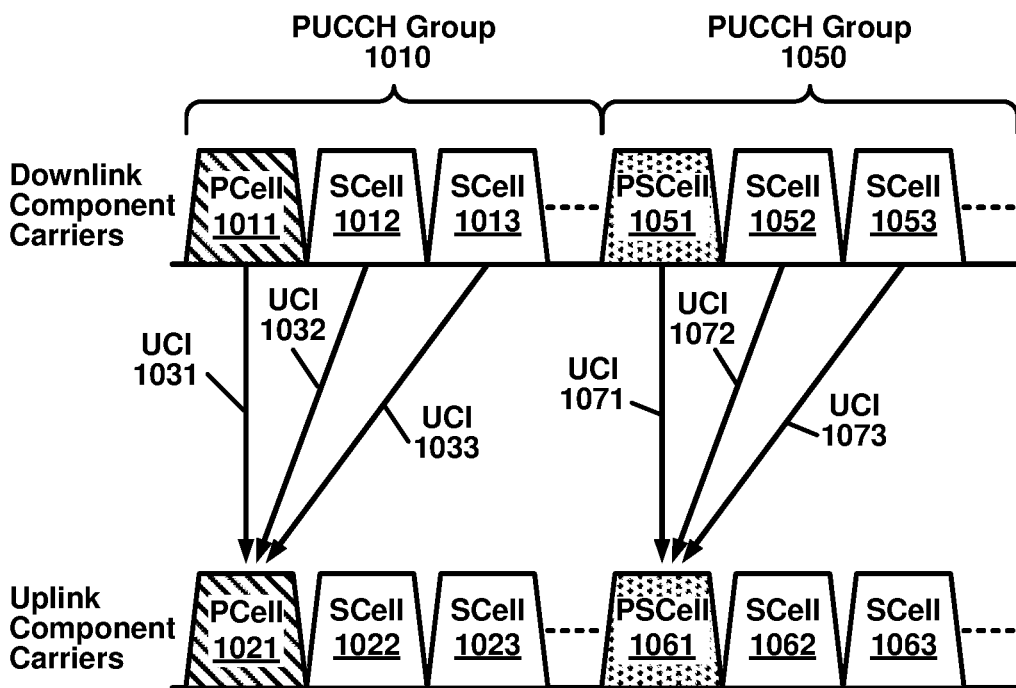 PUCCH Group
1010
PUCCH Group
1050
Downlink
Component
Carriers
PCell
1011
SCell
1012
SCell
1013
PSCell
1051
SCell
1052
SCell
1053
UCI
1031
UCI
1032
UCI
1033
UCI
1071
UCI
1072
UCI
1073
Uplink
Component
Carriers
PCell
1021
SCell
1022
SCell
1023
PSCell
1061
SCell
1062
SCell
1063